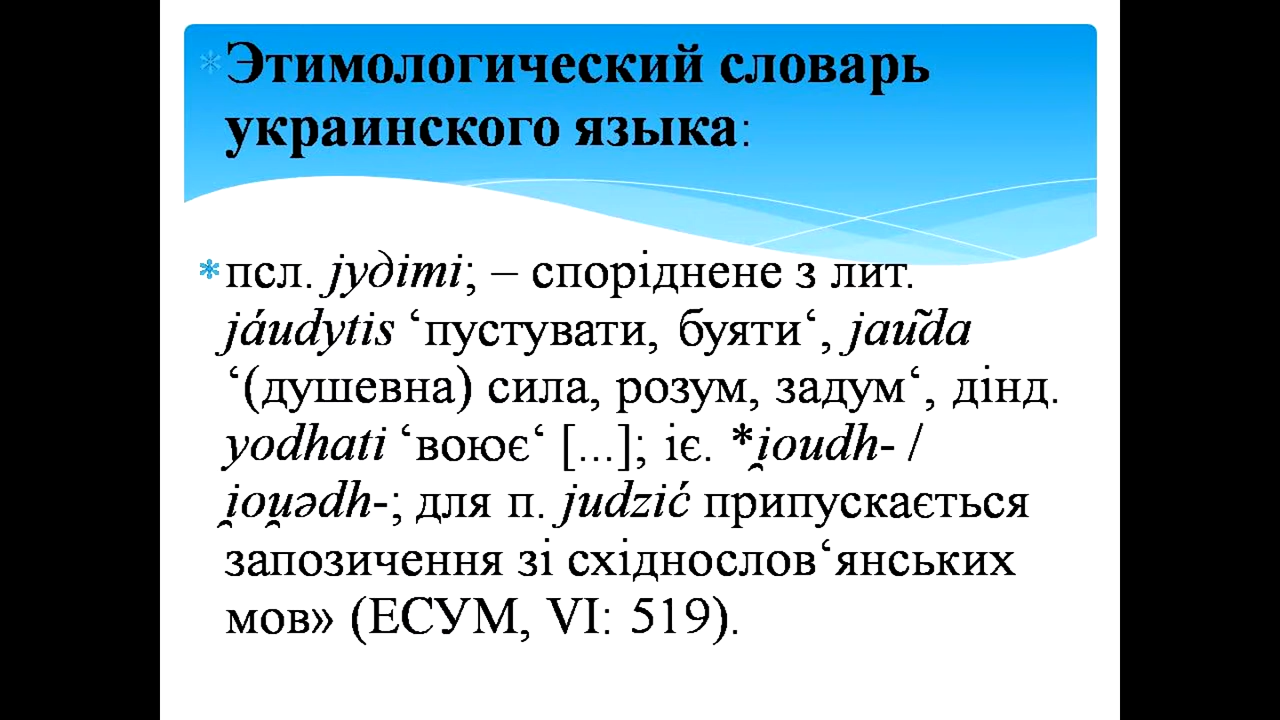 Этимологический словарь
украинского языка:
псл. jуdіті; – споріднене з лит.
jáudytis ‘пустувати, буяти‘, jaũda
‘(душевна) сила, розум, задум‘, дінд.
yodhati ‘воює‘ [...]; іє. *i̯oudh- /
i̯ou̯ədh-; для п. judzić припускається
запозичення зі східнослов‘янських
мов» (ЕСУМ, VI: 519).